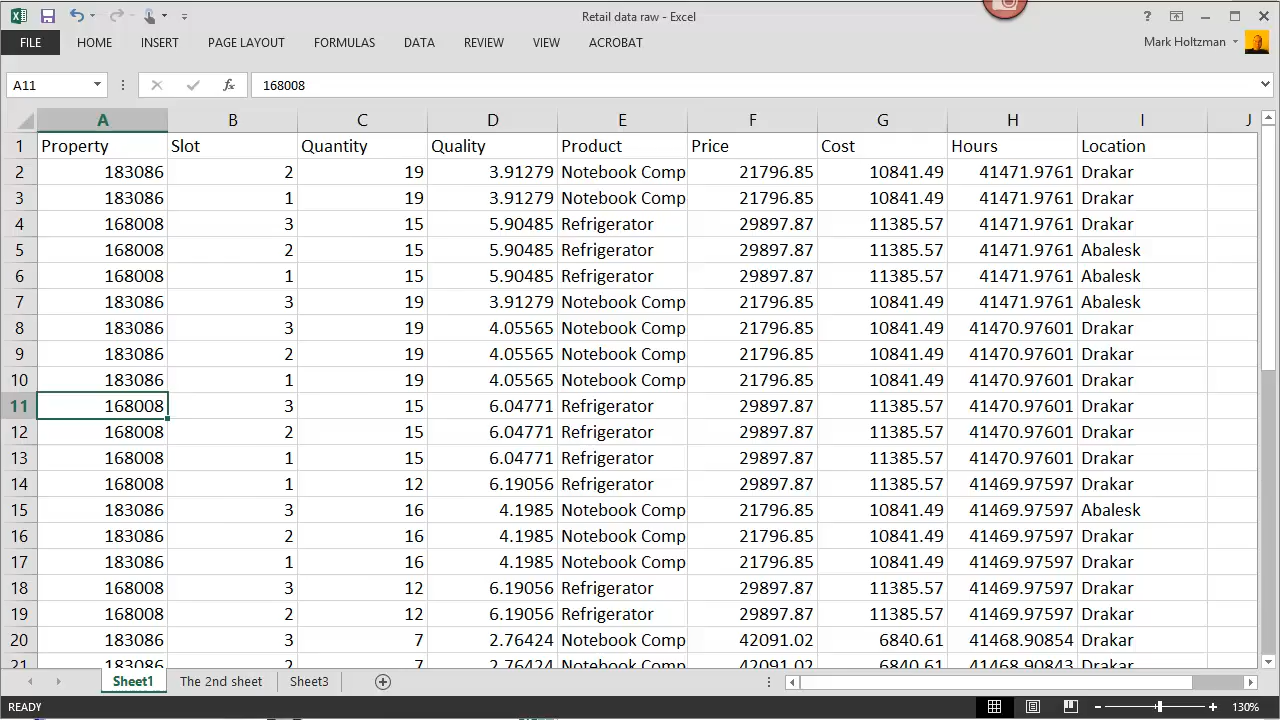 Retail data raw - Excel
FILE HOME INSERT PAGE LAYOUT FORMULAS DATA REVIEW VIEW ACROBAT Mark Holtzman
A11 fx 168008
A B C D E F G H I J
1 Property Slot Quantity Quality Product Price Cost Hours Location
2 183086 2 19 3.91279 Notebook Comp 21796.85 10841.49 41471.9761 Drakar
3 183086 1 19 3.91279 Notebook Comp 21796.85 10841.49 41471.9761 Drakar
4 168008 3 15 5.90485 Refrigerator 29897.87 11385.57 41471.9761 Drakar
5 168008 2 15 5.90485 Refrigerator 29897.87 11385.57 41471.9761 Abalesk
6 168008 1 15 5.90485 Refrigerator 29897.87 11385.57 41471.9761 Abalesk
7 183086 3 19 3.91279 Notebook Comp 21796.85 10841.49 41471.9761 Abalesk
8 183086 3 19 4.05565 Notebook Comp 21796.85 10841.49 41470.97601 Drakar
9 183086 2 19 4.05565 Notebook Comp 21796.85 10841.49 41470.97601 Drakar
10 183086 1 19 4.05565 Notebook Comp 21796.85 10841.49 41470.97601 Drakar
11 168008 3 15 6.04771 Refrigerator 29897.87 11385.57 41470.97601 Drakar
12 168008 2 15 6.04771 Refrigerator 29897.87 11385.57 41470.97601 Drakar
13 168008 1 15 6.04771 Refrigerator 29897.87 11385.57 41470.97601 Drakar
14 168008 1 12 6.19056 Refrigerator 29897.87 11385.57 41469.97597 Drakar
15 183086 3 16 4.1985 Notebook Comp 21796.85 10841.49 41469.97597 Abalesk
16 183086 2 16 4.1985 Notebook Comp 21796.85 10841.49 41469.97597 Drakar
17 183086 1 16 4.1985 Notebook Comp 21796.85 10841.49 41469.97597 Drakar
18 168008 3 12 6.19056 Refrigerator 29897.87 11385.57 41469.97597 Drakar
19 168008 2 12 6.19056 Refrigerator 29897.87 11385.57 41469.97597 Drakar
20 183086 3 7 2.76424 Notebook Comp 42091.02 6840.61 41468.90854 Drakar
21 183086 2 7 2.76424 Notebook Comp 42091.02 6840.61 41468.90843 Drakar
Sheet1 The 2nd sheet Sheet3
READY 130%